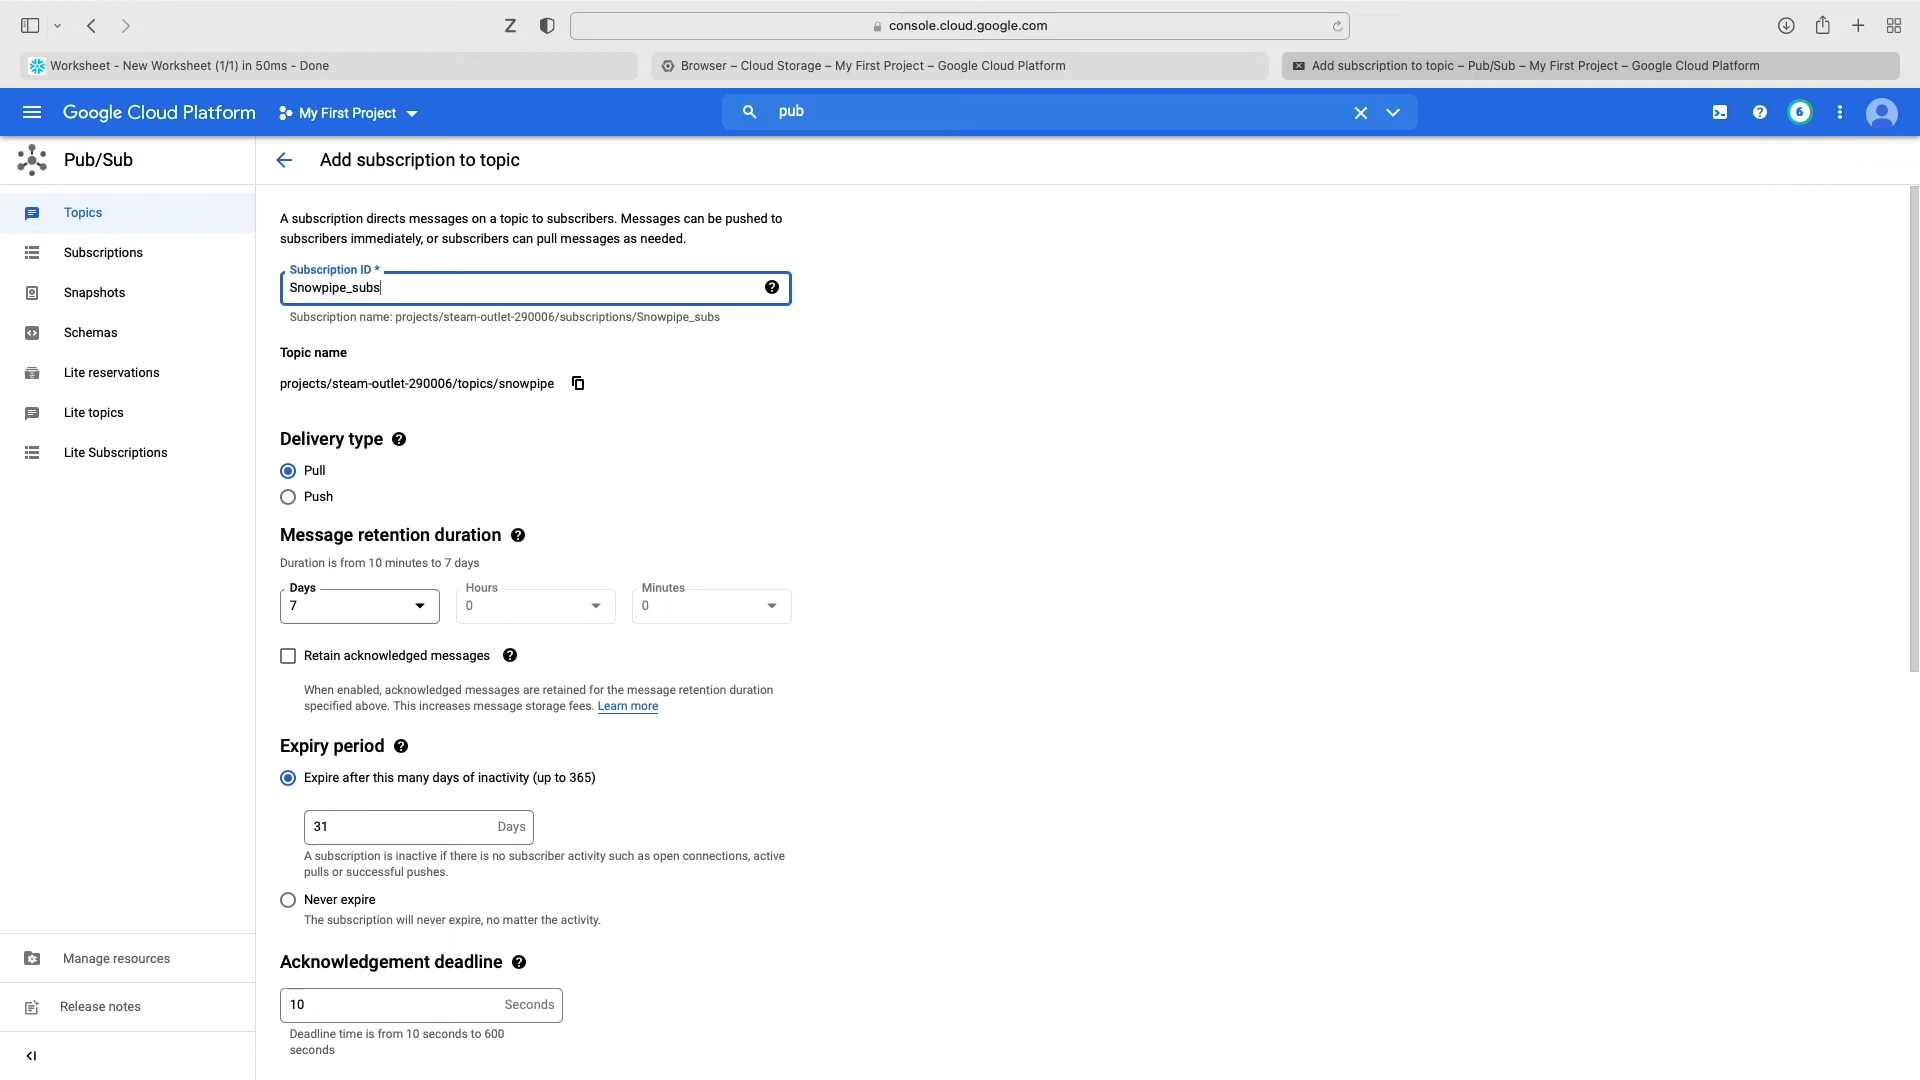 console.cloud.google.com
Worksheet - New Worksheet (1/1) in 50ms - Done
Browser – Cloud Storage – My First Project – Google Cloud Platform
Add subscription to topic – Pub/Sub – My First Project – Google Cloud Platform
Google Cloud Platform
My First Project
pub
6
Pub/Sub
Add subscription to topic
Topics
Subscriptions
Snapshots
Schemas
Lite reservations
Lite topics
Lite Subscriptions
Manage resources
Release notes
A subscription directs messages on a topic to subscribers. Messages can be pushed to
subscribers immediately, or subscribers can pull messages as needed.
Subscription ID *
Snowpipe_subs
Subscription name: projects/steam-outlet-290006/subscriptions/Snowpipe_subs
Topic name
projects/steam-outlet-290006/topics/snowpipe
Delivery type
Pull
Push
Message retention duration
Duration is from 10 minutes to 7 days
Days Hours Minutes
7 0 0
Retain acknowledged messages
When enabled, acknowledged messages are retained for the message retention duration
specified above. This increases message storage fees. Learn more
Expiry period
Expire after this many days of inactivity (up to 365)
31 Days
A subscription is inactive if there is no subscriber activity such as open connections, active
pulls or successful pushes.
Never expire
The subscription will never expire, no matter the activity.
Acknowledgement deadline
10 Seconds
Deadline time is from 10 seconds to 600
seconds